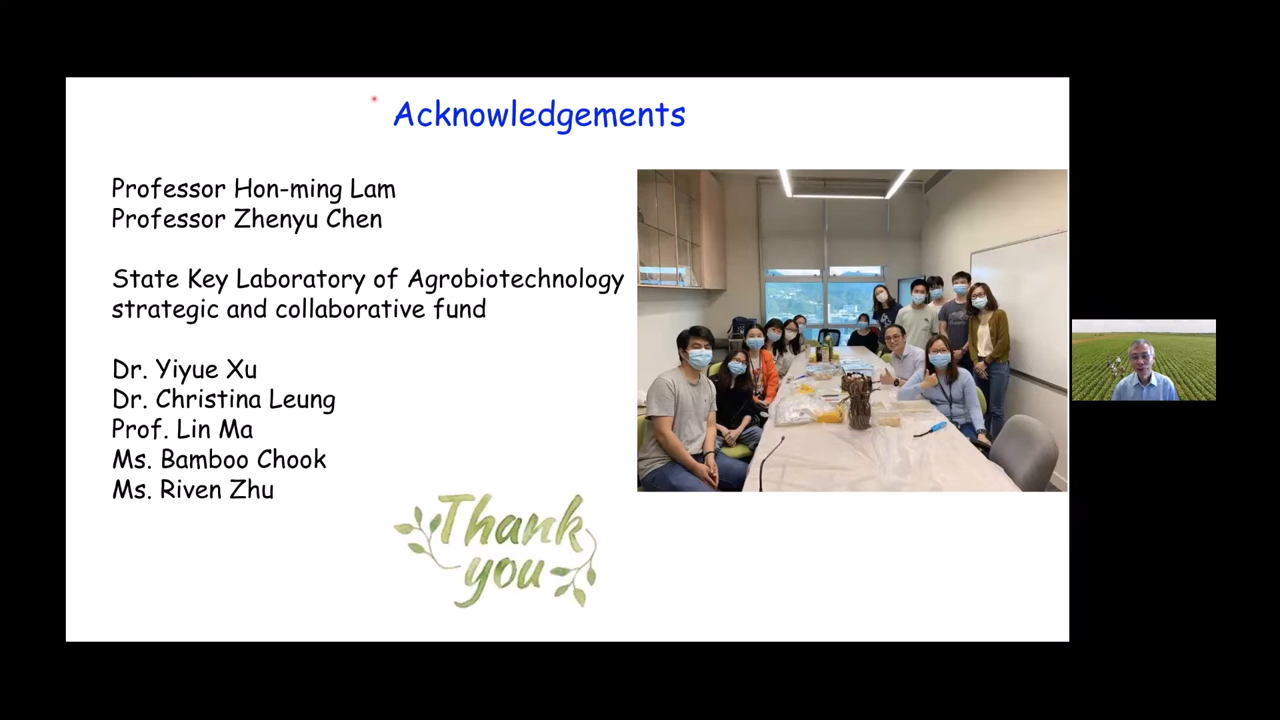 Acknowledgements
Professor Hon-ming Lam
Professor Zhenyu Chen
State Key Laboratory of Agrobiotechnology
strategic and collaborative fund
Dr. Yiyue Xu
Dr. Christina Leung
Prof. Lin Ma
Ms. Bamboo Chook
Ms. Riven Zhu
Thank
you